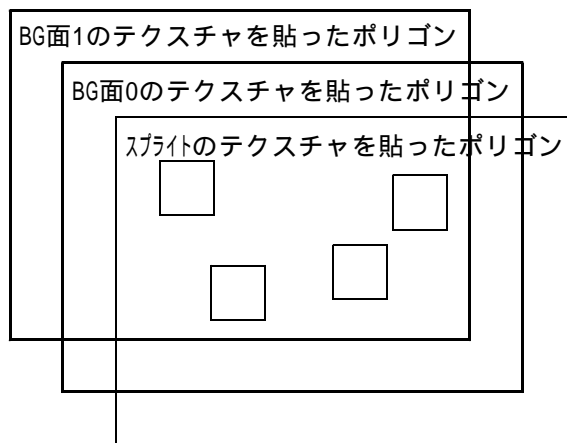 BG面1のテクスチャを貼ったポリゴン
BG面0のテクスチャを貼ったポリゴン
ｽﾌﾟﾗｲﾄのテクスチャを貼ったポリゴン